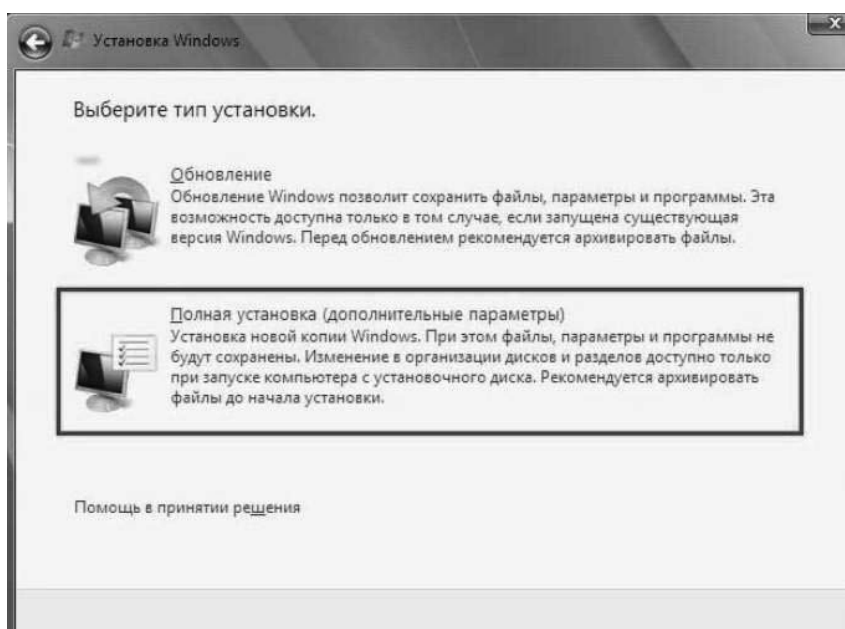 Установка Windows
Выберите тип установки.
Обновление
Обновление Windows позволит сохранить файлы, параметры и программы. Эта
возможность доступна только в том случае, если запущена существующая
версия Windows. Перед обновлением рекомендуется архивировать файлы.
Полная установка (дополнительные параметры)
Установка новой копии Windows. При этом файлы, параметры и программы не
будут сохранены. Изменение в организации дисков и разделов доступно только
при запуске компьютера с установочного диска. Рекомендуется архивировать
файлы до начала установки.
Помощь в принятии решения